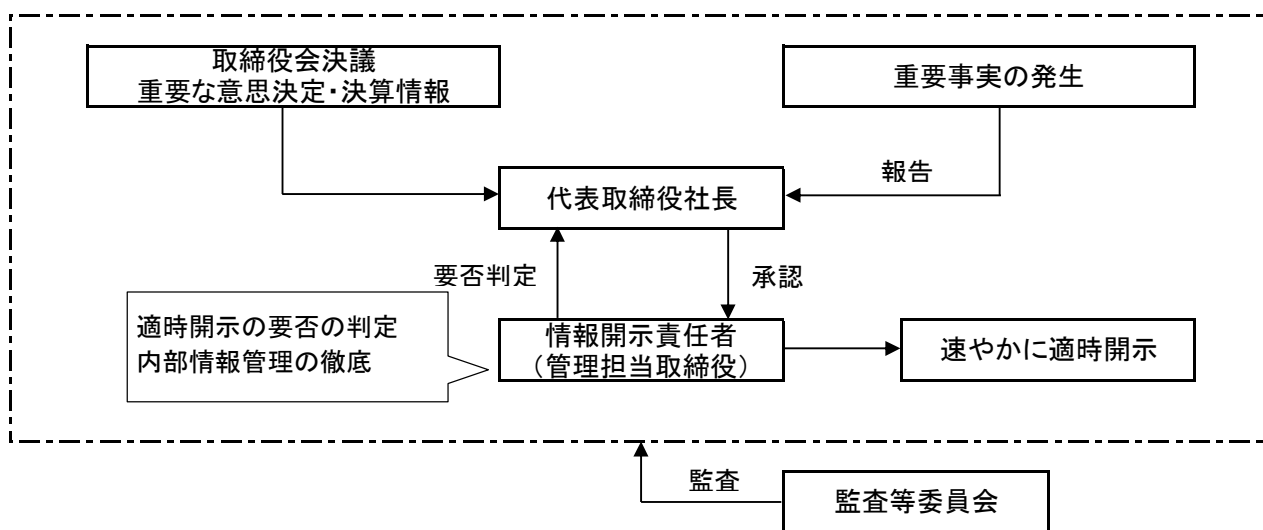 取締役会決議
重要な意思決定・決算情報
重要事実の発生
報告
代表取締役社長
要否判定
承認
適時開示の要否の判定
内部情報管理の徹底
情報開示責任者
（管理担当取締役）
速やかに適時開示
監査
監査等委員会